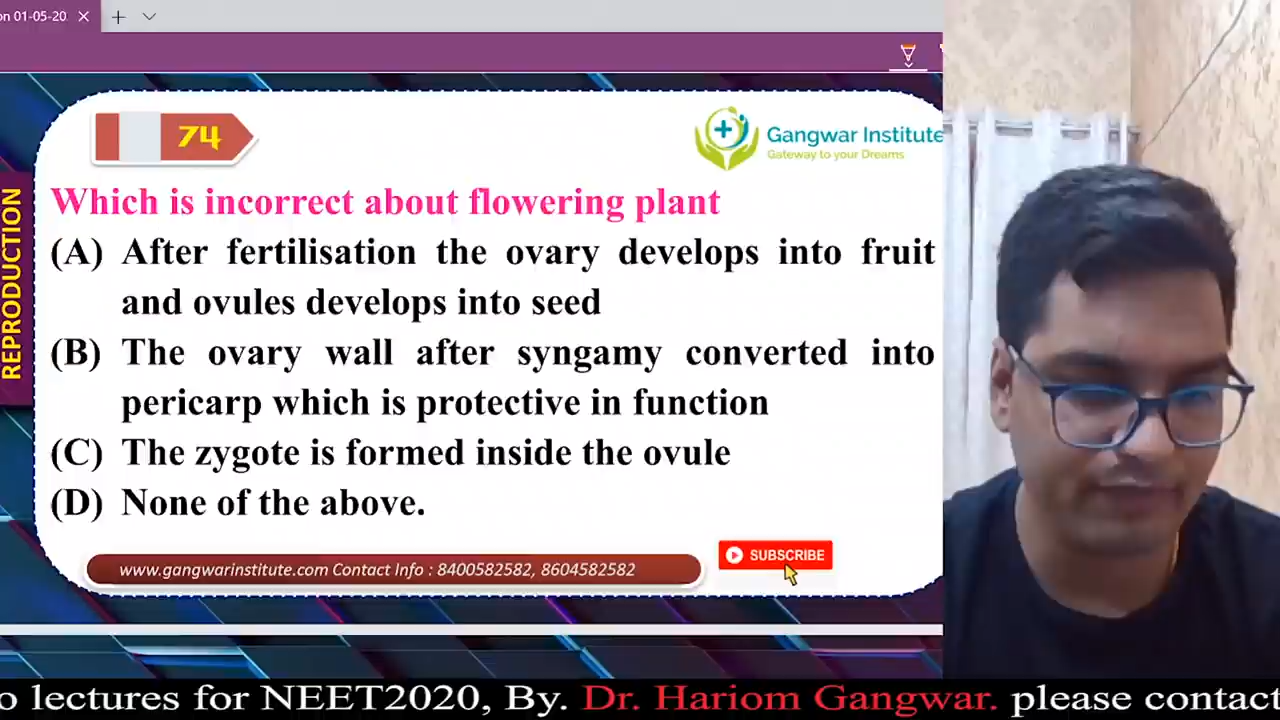 on 01-05-20
74
Gangwar Institute
Gateway to your Dreams
REPRODUCTION
Which is incorrect about flowering plant
(A) After fertilisation the ovary develops into fruit
and ovules develops into seed
(B) The ovary wall after syngamy converted into
pericarp which is protective in function
(C) The zygote is formed inside the ovule
(D) None of the above.
SUBSCRIBE
www.gangwarinstitute.com Contact Info : 8400582582, 8604582582
o lectures for NEET2020, By. Dr. Hariom Gangwar. please contact